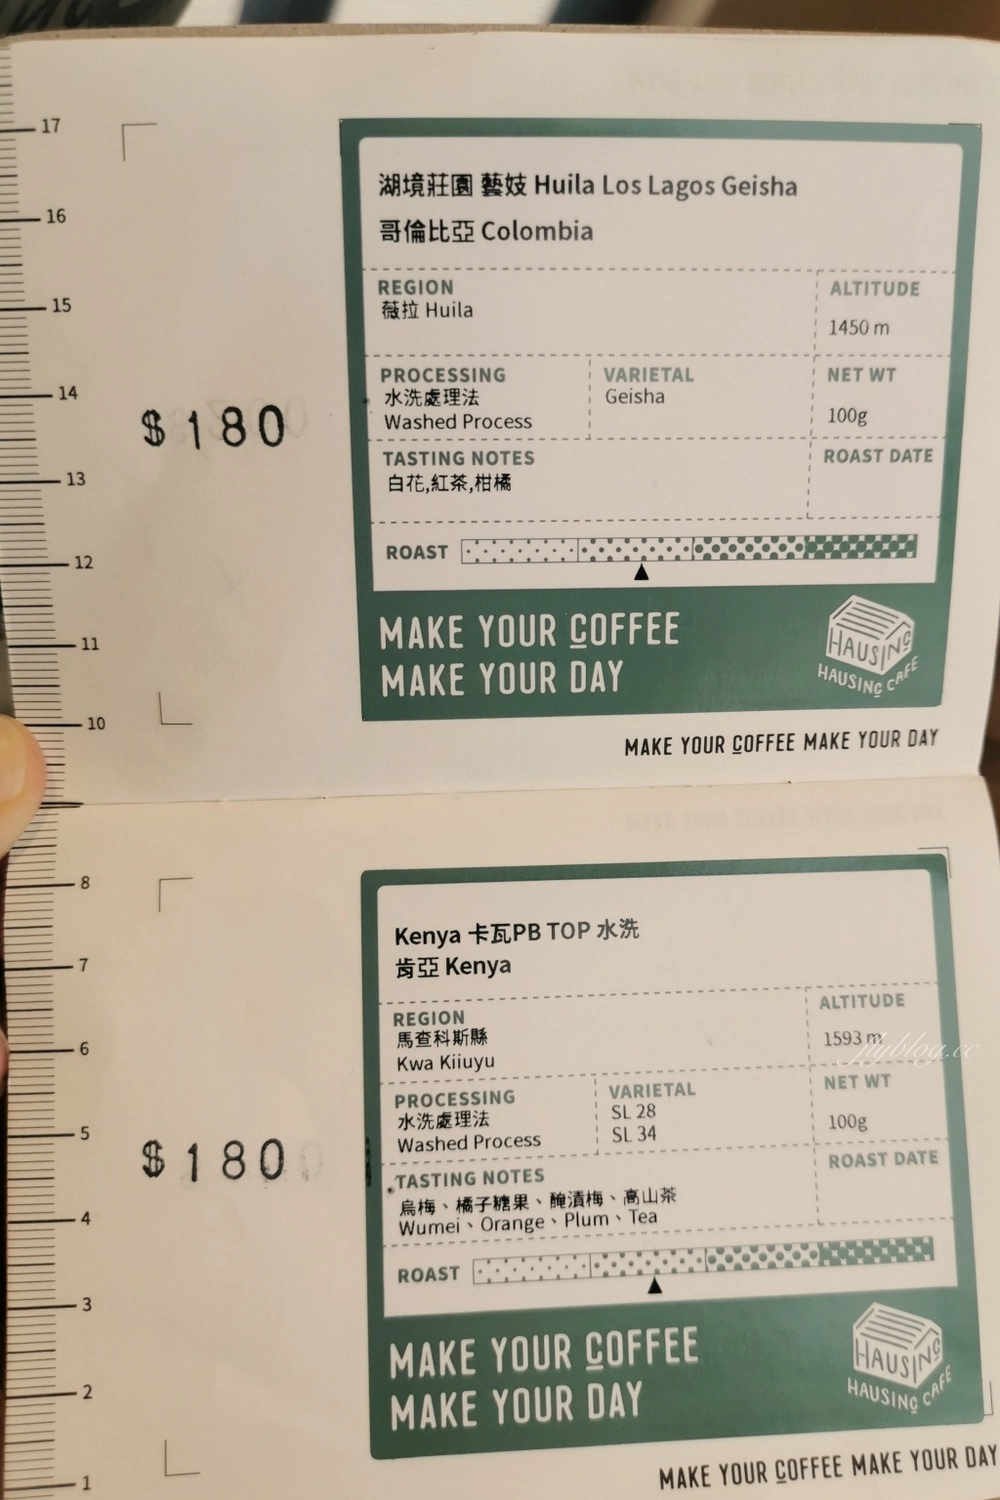 17
16
15
14
13
12
11
10
$180
湖境莊園 藝妓 Huila Los Lagos Geisha
哥倫比亞 Colombia
REGION
薇拉 Huila
ALTITUDE
1450 m
PROCESSING
水洗處理法
Washed Process
VARIETAL
Geisha
NET WT
100g
TASTING NOTES
白花,紅茶,柑橘
ROAST DATE
ROAST
MAKE YOUR COFFEE
MAKE YOUR DAY
HAUSING
HAUSING CAFE
MAKE YOUR COFFEE MAKE YOUR DAY
8
7
6
5
4
3
2
1
$180
Kenya 卡瓦PB TOP 水洗
肯亞 Kenya
REGION
馬查科斯縣
Kwa Kiiuyu
ALTITUDE
1593 m
flyblog.cc
PROCESSING
水洗處理法
Washed Process
VARIETAL
SL 28
SL 34
NET WT
100g
TASTING NOTES
烏梅、橘子糖果、醃漬梅、高山茶
Wumei、Orange、Plum、Tea
ROAST DATE
ROAST
MAKE YOUR COFFEE
MAKE YOUR DAY
HAUSING
HAUSING CAFE
MAKE YOUR COFFEE MAKE YOUR DAY